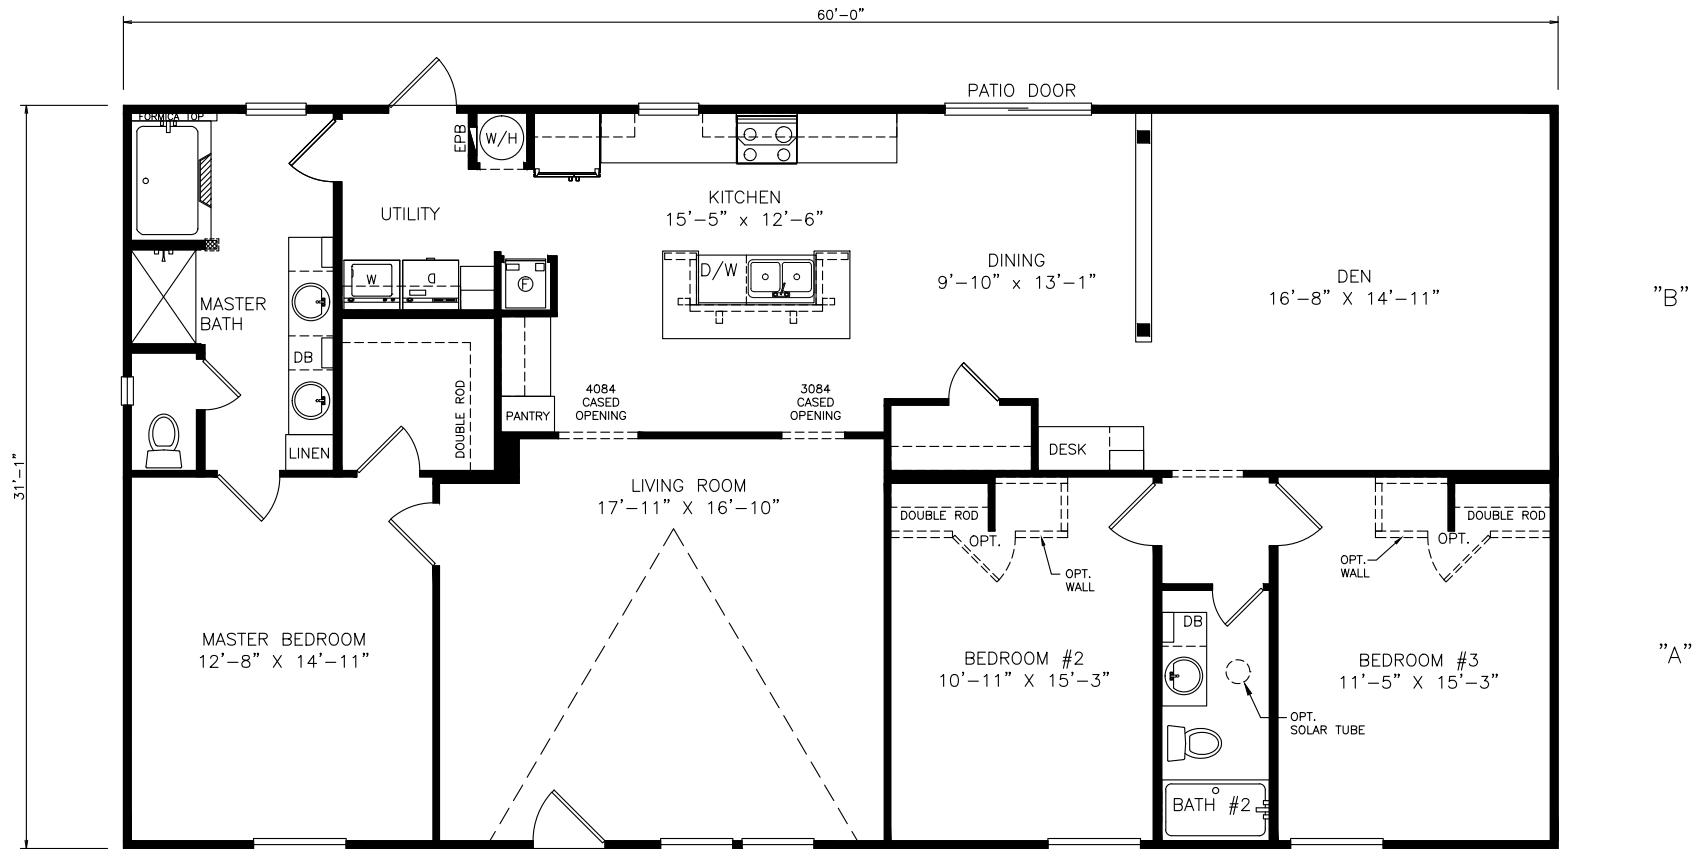 60'-0"
PATIO DOOR
FORMICA TOP
EPB
W/H
KITCHEN
15'-5" x 12'-6"
UTILITY
W
D
F
D/W
DINING
9'-10" x 13'-1"
DEN
16'-8" X 14'-11"
"B"
MASTER
BATH
DB
LINEN
DOUBLE ROD
PANTRY
4084
CASED
OPENING
3084
CASED
OPENING
DESK
31'-1"
LIVING ROOM
17'-11" X 16'-10"
DOUBLE ROD
OPT.
OPT.
WALL
OPT.
DOUBLE ROD
OPT.
WALL
MASTER BEDROOM
12'-8" X 14'-11"
BEDROOM #2
10'-11" X 15'-3"
DB
BEDROOM #3
11'-5" X 15'-3"
"A"
OPT.
SOLAR TUBE
BATH #2